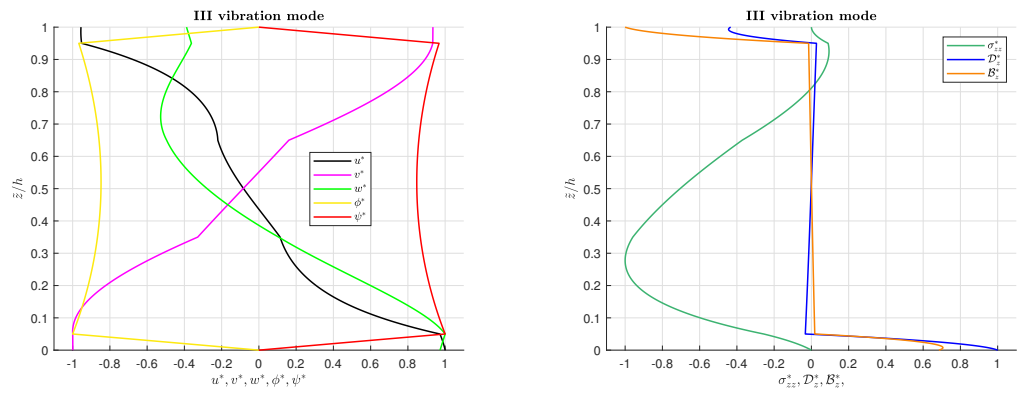 III vibration mode
1
0.9
0.8
0.7
0.6
0.5
0.4
0.3
0.2
0.1
0
z̃/h
-1 -0.8 -0.6 -0.4 -0.2 0 0.2 0.4 0.6 0.8 1
u*, v*, w*, ϕ*, ψ*
u*
v*
w*
ϕ*
ψ*
III vibration mode
1
0.9
0.8
0.7
0.6
0.5
0.4
0.3
0.2
0.1
0
z̃/h
-1 -0.8 -0.6 -0.4 -0.2 0 0.2 0.4 0.6 0.8 1
σ*zz, 𝒟*z, ℬ*z,
σ*zz
𝒟*z
ℬ*z